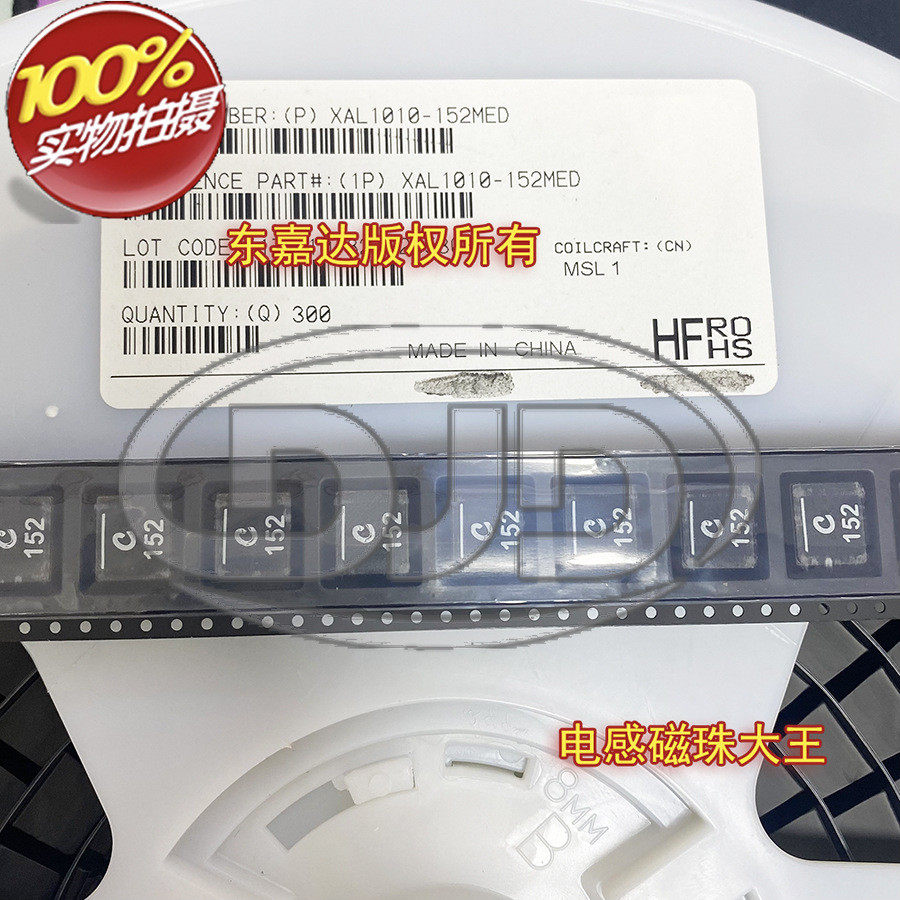 100%
实物拍摄
BER:(P) XAL1010-152MED
ENCE PART#:(1P) XAL1010-152MED
LOT CODE
东嘉达版权所有
COILCRAFT:(CN)
MSL 1
QUANTITY:(Q) 300
MADE IN CHINA
HF RO
HS
DJD
C 152
C 152
C 152
C 152
C 152
C 152
C 152
C 152
电感磁珠大王
8MM
B